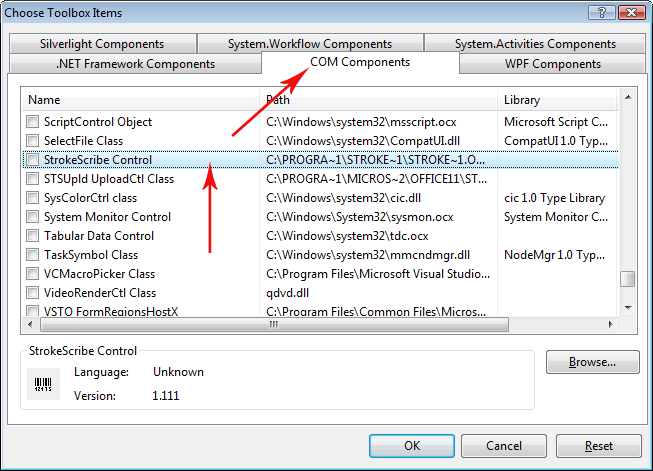 Choose Toolbox Items
Silverlight Components System.Workflow Components System.Activities Components
.NET Framework Components COM Components WPF Components
Name Path Library
ScriptControl Object C:\Windows\system32\msscript.ocx Microsoft Script C...
SelectFile Class C:\Windows\system32\CompatUI.dll CompatUI 1.0 Typ...
StrokeScribe Control C:\PROGRA~1\STROKE~1\STROKE~1.O...
STSUpld UploadCtl Class C:\PROGRA~1\MICROS~2\OFFICE11\ST...
SysColorCtrl class C:\Windows\system32\cic.dll cic 1.0 Type Library
System Monitor Control C:\Windows\system32\sysmon.ocx System Monitor C...
Tabular Data Control C:\Windows\system32\tdc.ocx
TaskSymbol Class C:\Windows\system32\mmcndmgr.dll NodeMgr 1.0 Typ...
VCMacroPicker Class C:\Program Files\Microsoft Visual Studio...
VideoRenderCtl Class qdvd.dll
VSTO FormRegionsHostX C:\Program Files\Common Files\Micros...
StrokeScribe Control
Language: Unknown
Version: 1.111
12175
Browse...
OK Cancel Reset